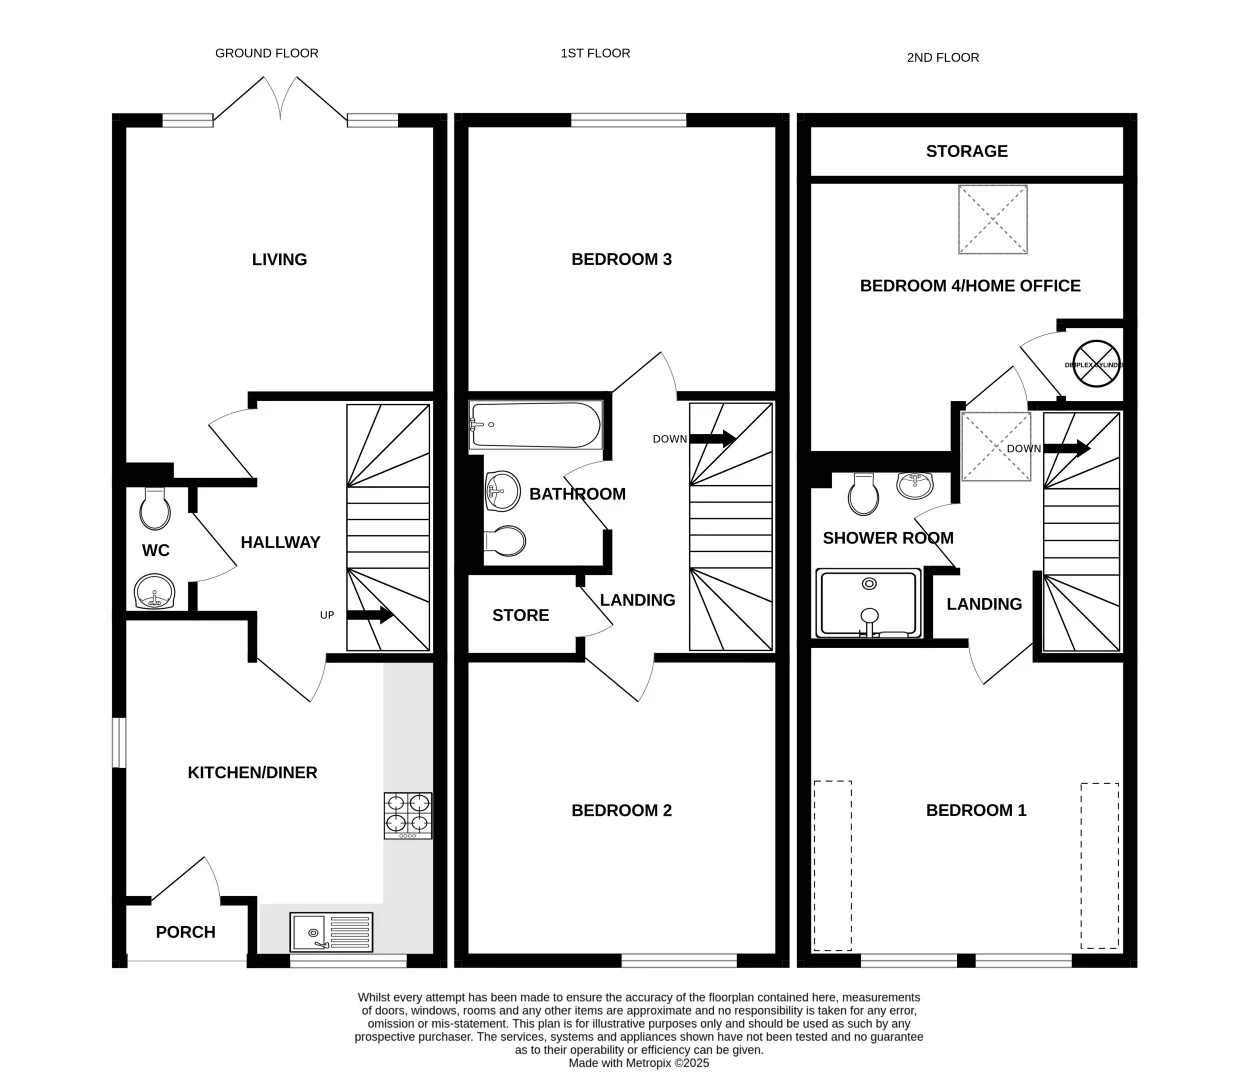 GROUND FLOOR
1ST FLOOR
2ND FLOOR
LIVING
WC
HALLWAY
UP
KITCHEN/DINER
PORCH
BEDROOM 3
DOWN
BATHROOM
STORE
LANDING
BEDROOM 2
STORAGE
BEDROOM 4/HOME OFFICE
DIMPLEX CYLINDER
DOWN
SHOWER ROOM
LANDING
BEDROOM 1
Whilst every attempt has been made to ensure the accuracy of the floorplan contained here, measurements
of doors, windows, rooms and any other items are approximate and no responsibility is taken for any error,
omission or mis-statement. This plan is for illustrative purposes only and should be used as such by any
prospective purchaser. The services, systems and appliances shown have not been tested and no guarantee
as to their operability or efficiency can be given.
Made with Metropix ©2025